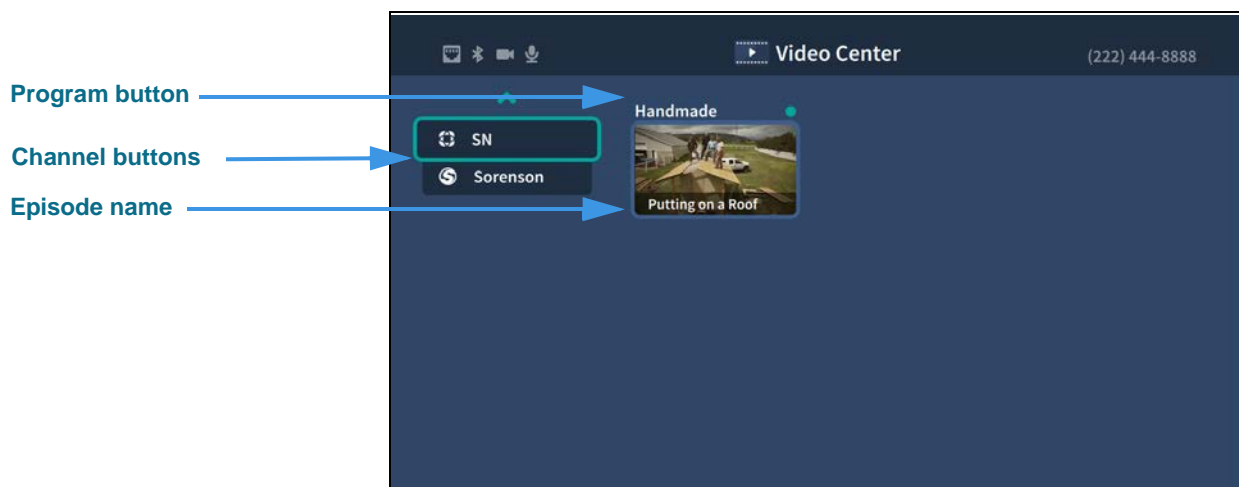 Video Center
(222) 444-8888
Program button
Handmade
SN
Channel buttons
Sorenson
Episode name
Putting on a Roof